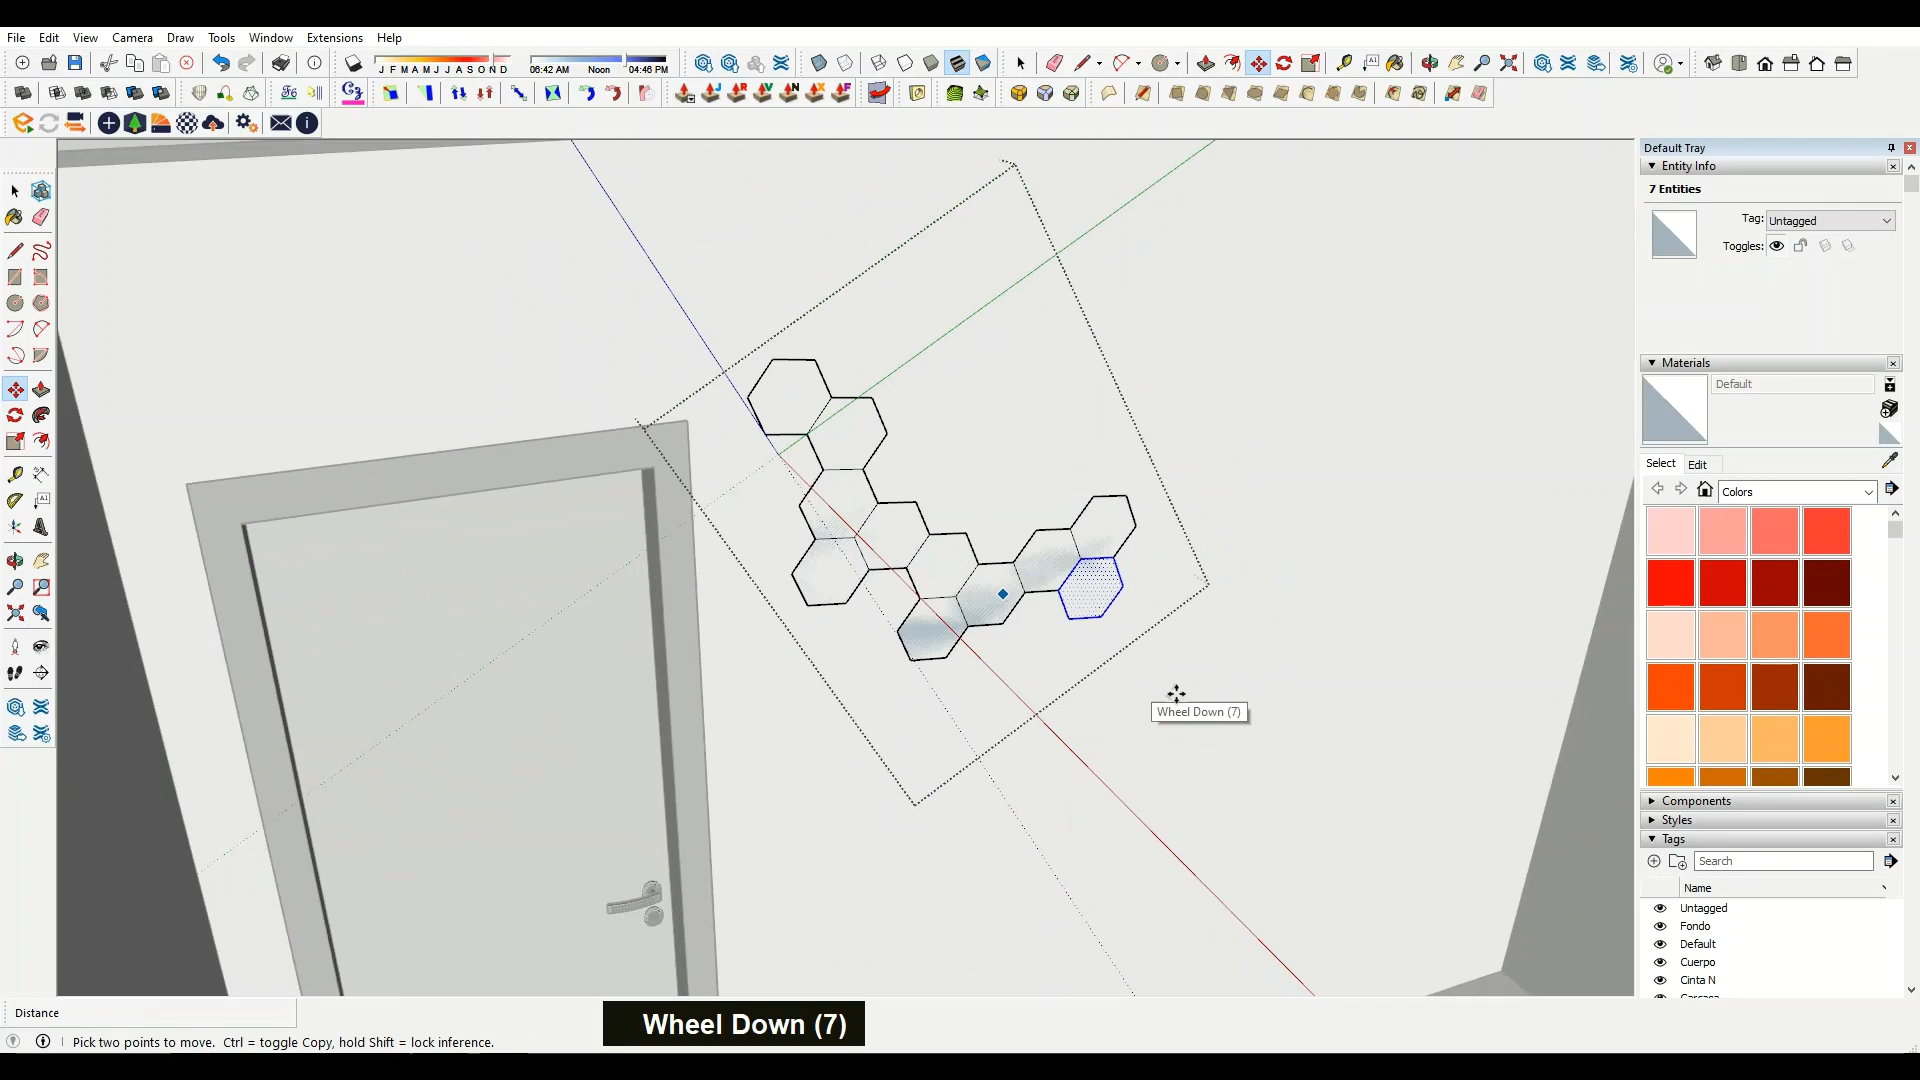 File Edit View Camera Draw Tools Window Extensions Help
J F M A M J J A S O N D
06:42 AM Noon 04:46 PM
Default Tray
Entity Info
7 Entities
Tag: Untagged
Toggles:
Materials
Default
Select Edit
Colors
Wheel Down (7)
Components
Styles
Tags
Search
Name
Untagged
Fondo
Default
Cuerpo
Cinta N
Distance
Wheel Down (7)
Pick two points to move. Ctrl = toggle Copy, hold Shift = lock inference.